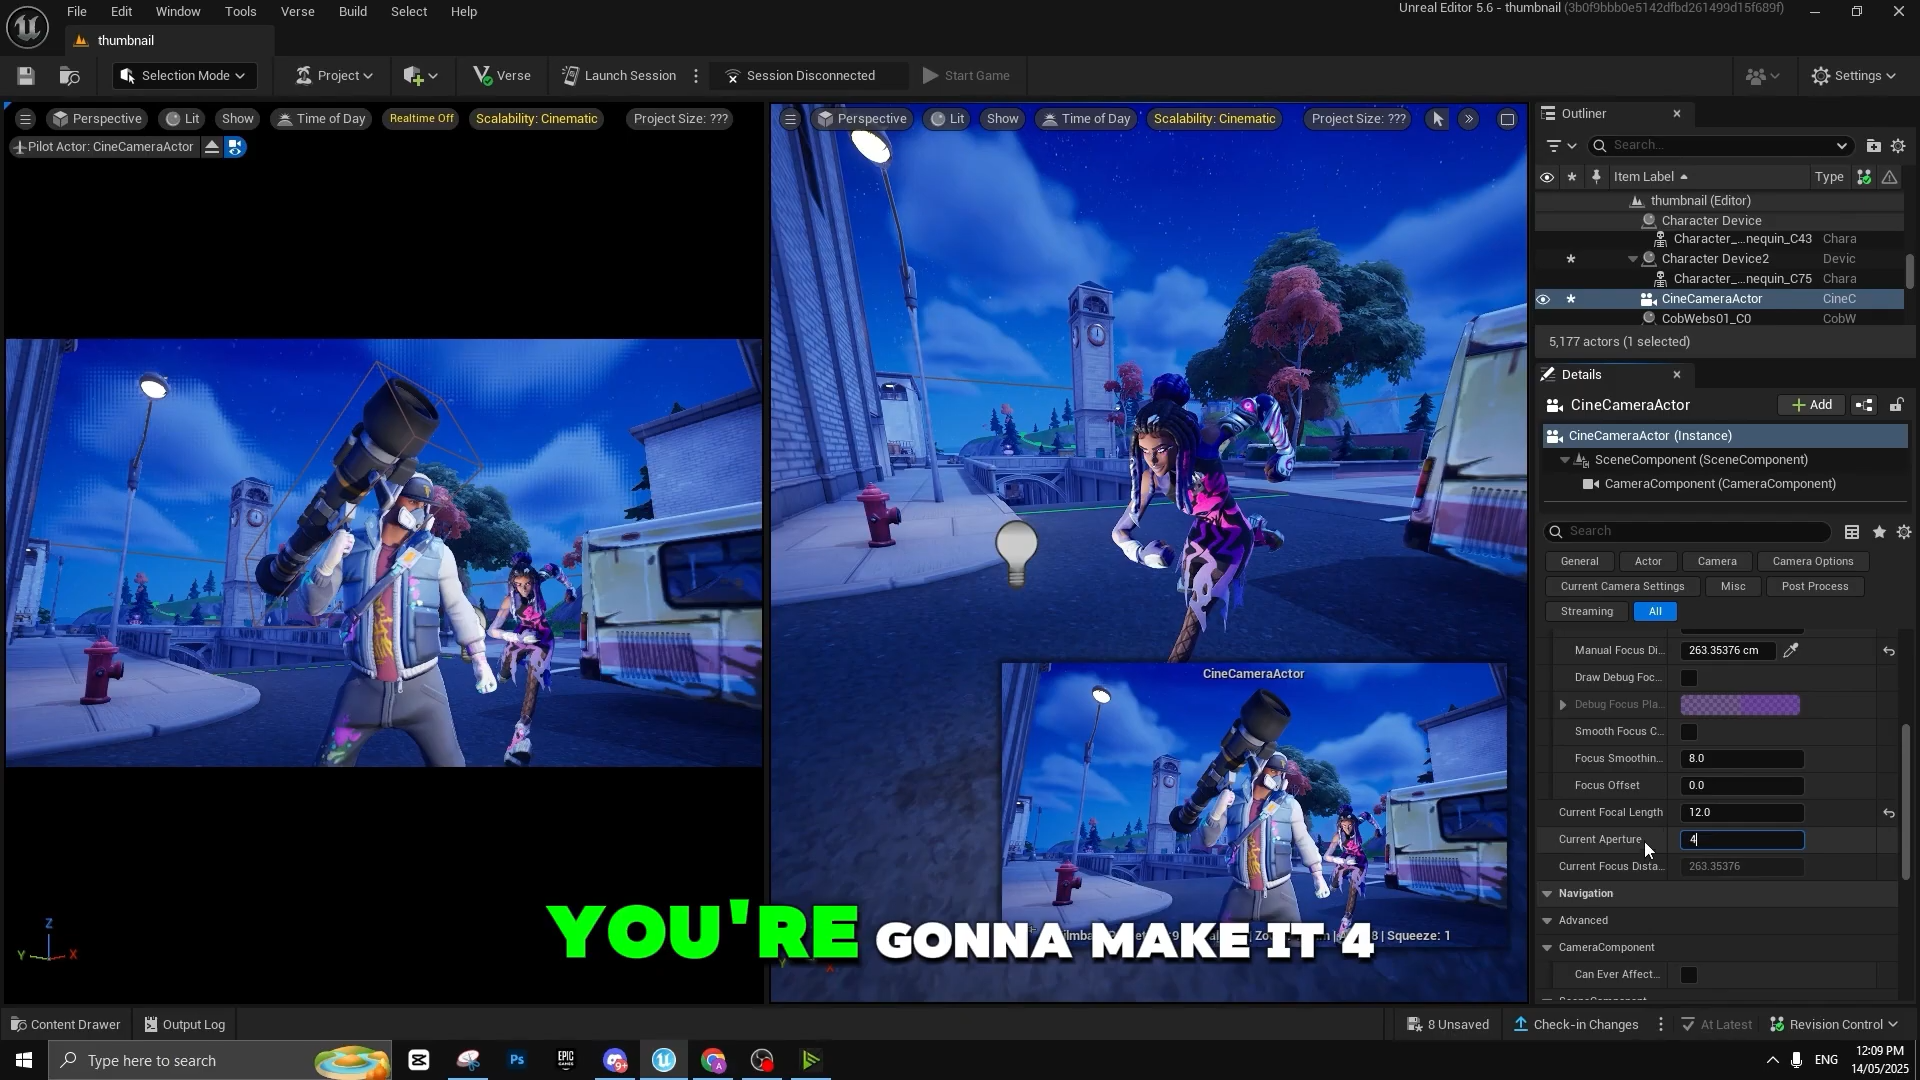 File Edit Window Tools Verse Build Select Help
Unreal Editor 5.6 - thumbnail (3b0f9bbb0e5142dfbd261499d15f689f)
thumbnail
Selection Mode
Project
Verse
Launch Session
Session Disconnected
Start Game
Settings
Perspective Lit Show Time of Day Realtime Off Scalability: Cinematic Project Size: ???
Pilot Actor: CineCameraActor
Perspective Lit Show Time of Day Scalability: Cinematic Project Size: ???
CineCameraActor
Squeeze: 1
YOU'RE GONNA MAKE IT 4
Z
Y X
Outliner
Search...
Item Label Type
thumbnail (Editor)
Character Device
Character_...nequin_C43 Chara
Character Device2 Devic
Character_...nequin_C75 Chara
CineCameraActor CineC
CobWebs01_C0 CobW
5,177 actors (1 selected)
Details
CineCameraActor
Add
CineCameraActor (Instance)
SceneComponent (SceneComponent)
CameraComponent (CameraComponent)
Search
General Actor Camera Camera Options
Current Camera Settings Misc Post Process
Streaming All
Manual Focus Di... 263.35376 cm
Draw Debug Foc...
Debug Focus Pla...
Smooth Focus C...
Focus Smoothin... 8.0
Focus Offset 0.0
Current Focal Length 12.0
Current Aperture 4
Current Focus Dista... 263.35376
Navigation
Advanced
CameraComponent
Can Ever Affect...
Content Drawer Output Log
8 Unsaved Check-in Changes At Latest Revision Control
Type here to search
Ps
EPIC GAMES
9+
A
ENG
12:09 PM
14/05/2025